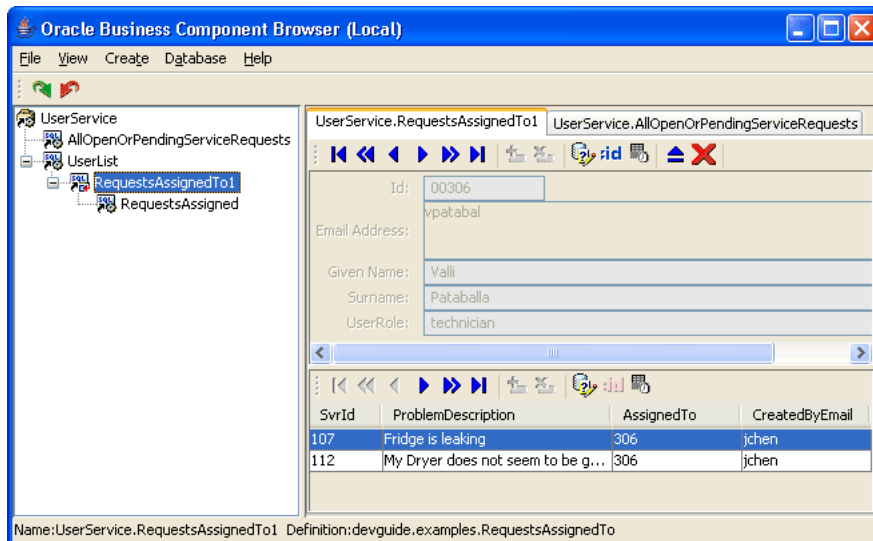 Oracle Business Component Browser (Local)
File View Create Database Help
UserService
AllOpenOrPendingServiceRequests
UserList
RequestsAssignedTo1
RequestsAssigned
UserService.RequestsAssignedTo1 UserService.AllOpenOrPendingServiceRequests
:id
Id: 00306
Email Address: vpatabal
Given Name: Valli
Surname: Pataballa
UserRole: technician
:id
SvrId ProblemDescription AssignedTo CreatedByEmail
107 Fridge is leaking 306 jchen
112 My Dryer does not seem to be g... 306 jchen
Name:UserService.RequestsAssignedTo1 Definition:devguide.examples.RequestsAssignedTo